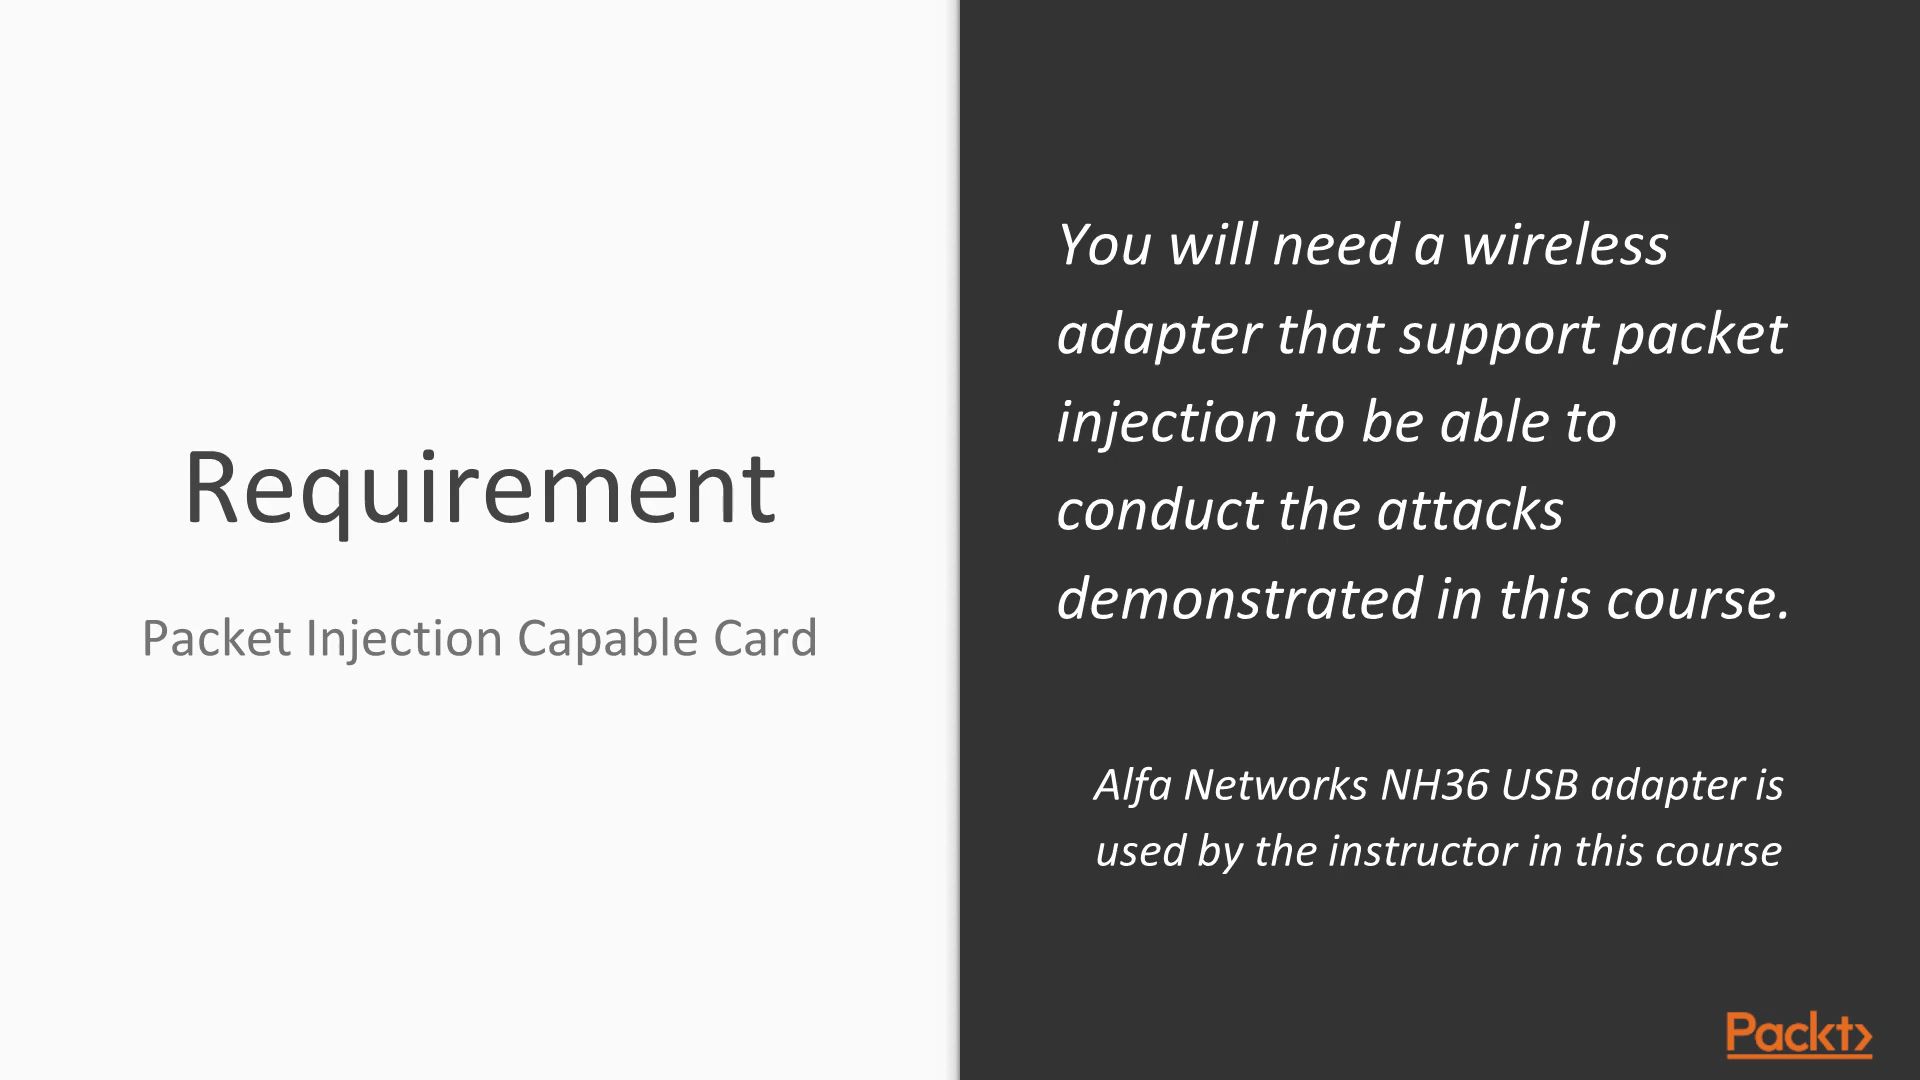 Requirement
Packet Injection Capable Card
You will need a wireless
adapter that support packet
injection to be able to
conduct the attacks
demonstrated in this course.
Alfa Networks NH36 USB adapter is
used by the instructor in this course
Packt>